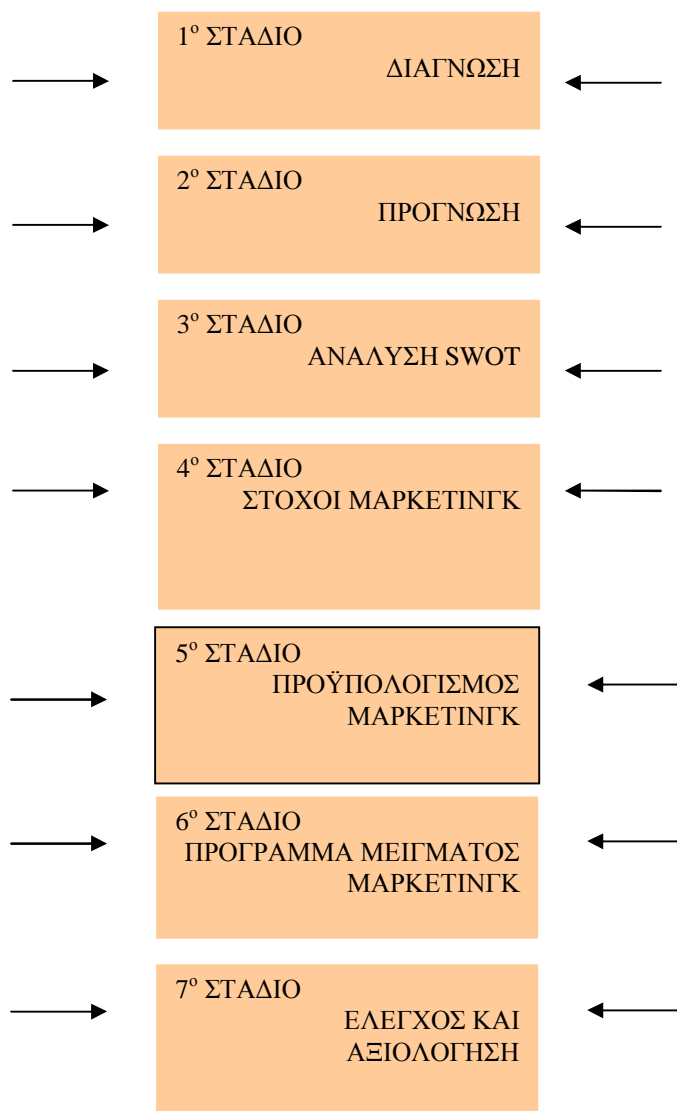 1ο ΣΤΑΔΙΟ
ΔΙΑΓΝΩΣΗ
2ο ΣΤΑΔΙΟ
ΠΡΟΓΝΩΣΗ
3ο ΣΤΑΔΙΟ
ΑΝΑΛΥΣΗ SWOT
4ο ΣΤΑΔΙΟ
ΣΤΟΧΟΙ ΜΑΡΚΕΤΙΝΓΚ
5ο ΣΤΑΔΙΟ
ΠΡΟΫΠΟΛΟΓΙΣΜΟΣ
ΜΑΡΚΕΤΙΝΓΚ
6ο ΣΤΑΔΙΟ
ΠΡΟΓΡΑΜΜΑ ΜΕΙΓΜΑΤΟΣ
ΜΑΡΚΕΤΙΝΓΚ
7ο ΣΤΑΔΙΟ
ΕΛΕΓΧΟΣ ΚΑΙ
ΑΞΙΟΛΟΓΗΣΗ